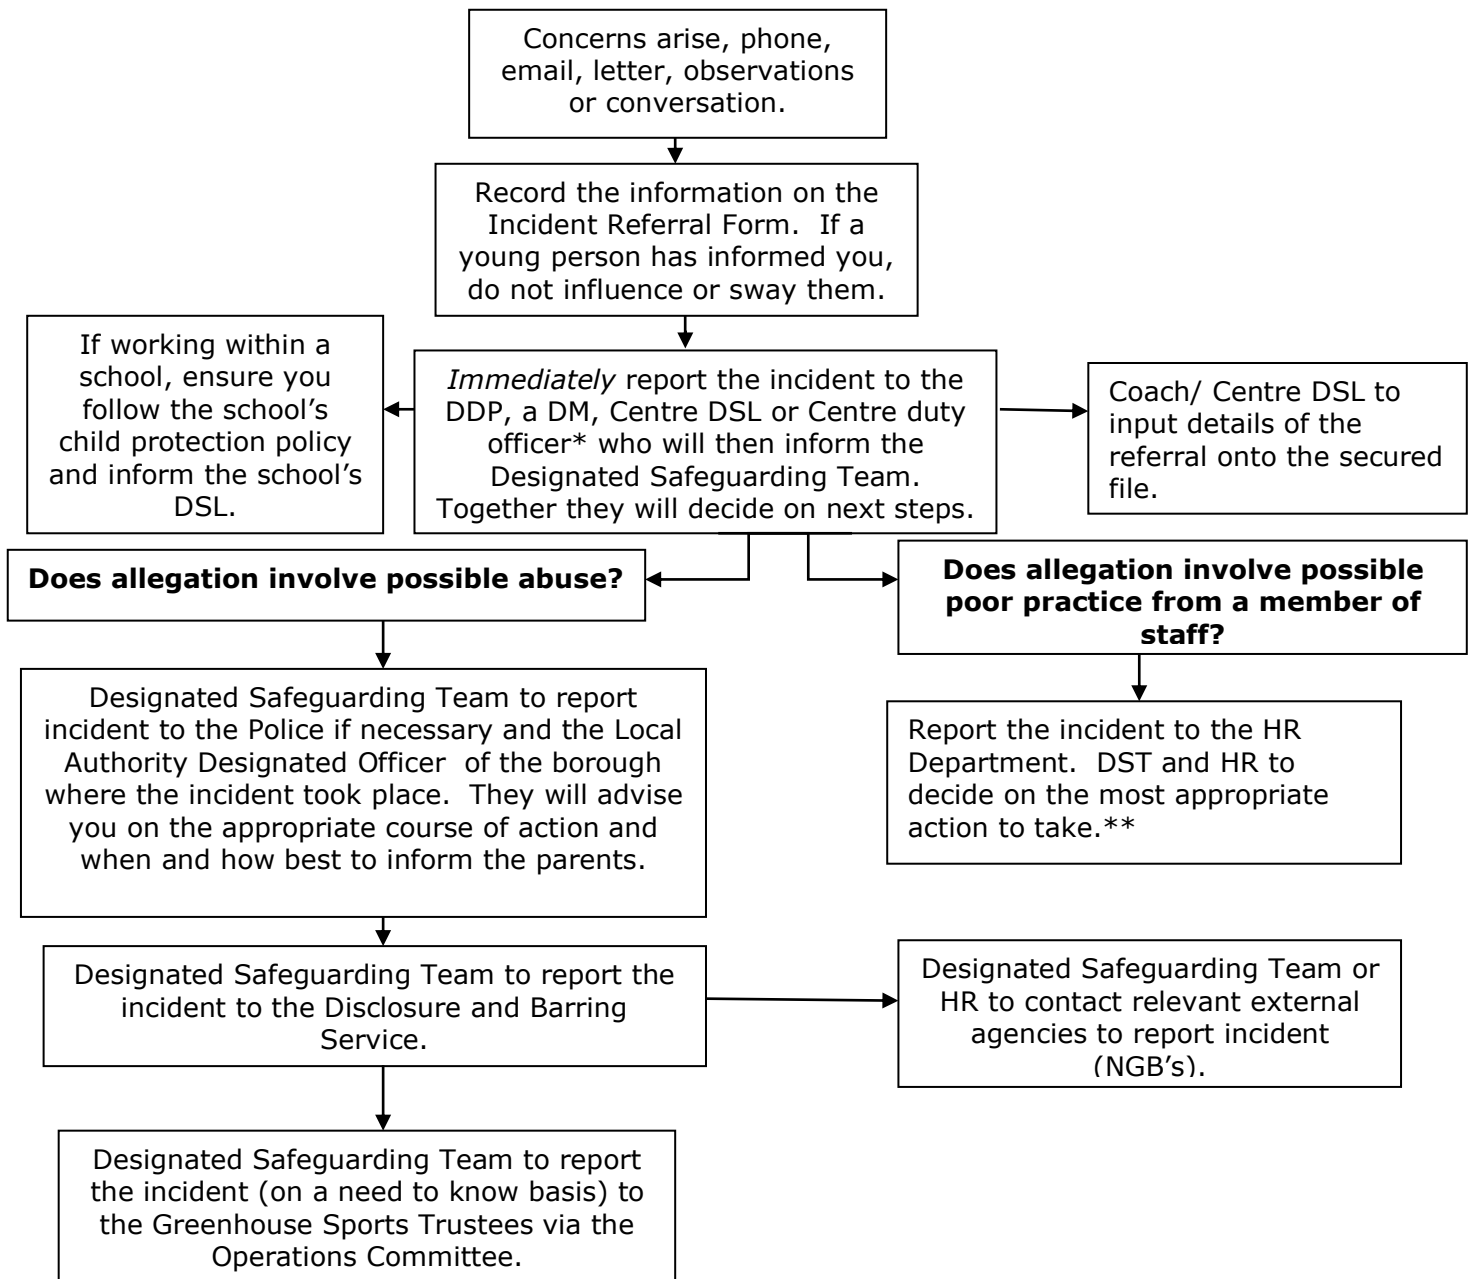 Concerns arise, phone,
email, letter, observations
or conversation.
Record the information on the
Incident Referral Form.  If a
young person has informed you,
do not influence or sway them.
If working within a
school, ensure you
follow the school's
child protection policy
and inform the school's
DSL.
Immediately report the incident to the
DDP, a DM, Centre DSL or Centre duty
officer* who will then inform the
Designated Safeguarding Team.
Together they will decide on next steps.
Coach/ Centre DSL to
input details of the
referral onto the secured
file.
Does allegation involve possible abuse?
Does allegation involve possible
poor practice from a member of
staff?
Designated Safeguarding Team to report
incident to the Police if necessary and the Local
Authority Designated Officer  of the borough
where the incident took place.  They will advise
you on the appropriate course of action and
when and how best to inform the parents.
Report the incident to the HR
Department.  DST and HR to
decide on the most appropriate
action to take.**
Designated Safeguarding Team to report the
incident to the Disclosure and Barring
Service.
Designated Safeguarding Team or
HR to contact relevant external
agencies to report incident
(NGB's).
Designated Safeguarding Team to report
the incident (on a need to know basis) to
the Greenhouse Sports Trustees via the
Operations Committee.